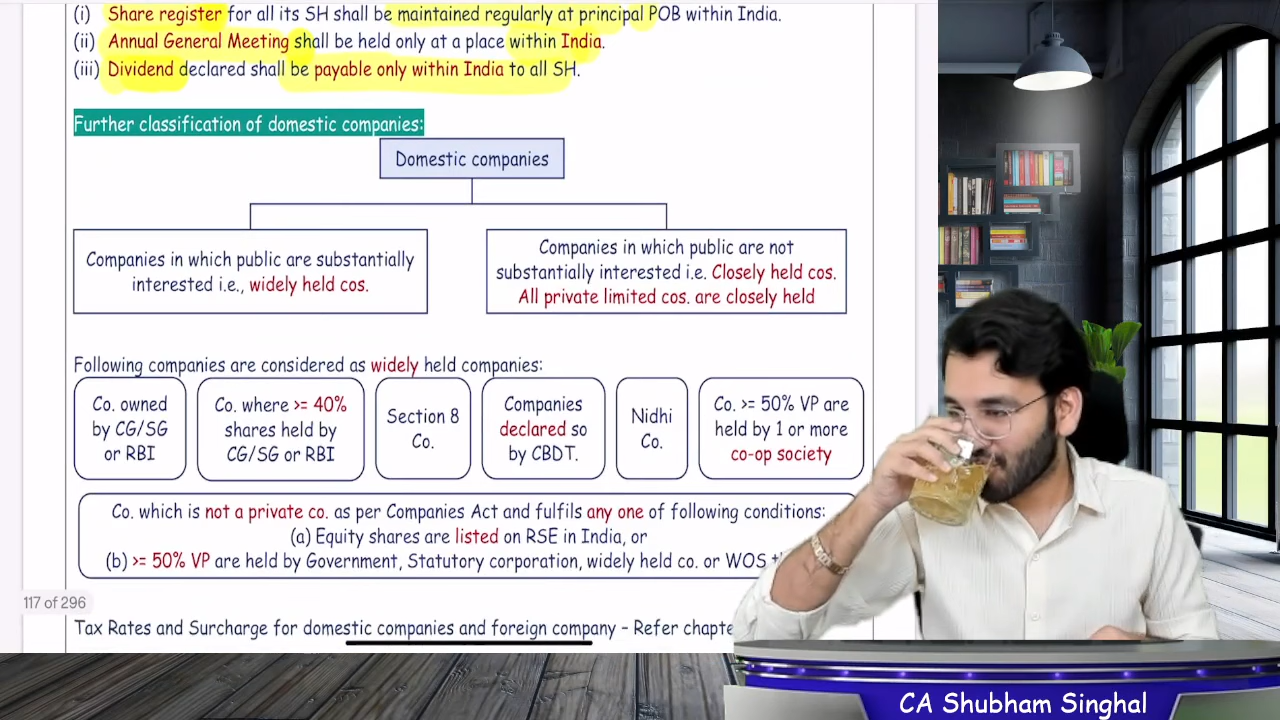 (i) Share register for all its SH shall be maintained regularly at principal POB within India.
(ii) Annual General Meeting shall be held only at a place within India.
(iii) Dividend declared shall be payable only within India to all SH.
Further classification of domestic companies:
Domestic companies
Companies in which public are substantially
interested i.e., widely held cos.
Companies in which public are not
substantially interested i.e. Closely held cos.
All private limited cos. are closely held
Following companies are considered as widely held companies:
Co. owned
by CG/SG
or RBI
Co. where >= 40%
shares held by
CG/SG or RBI
Section 8
Co.
Companies
declared so
by CBDT.
Nidhi
Co.
Co. >= 50% VP are
held by 1 or more
co-op society
Co. which is not a private co. as per Companies Act and fulfils any one of following conditions:
(a) Equity shares are listed on RSE in India, or
(b) >= 50% VP are held by Government, Statutory corporation, widely held co. or WOS
117 of 296
Tax Rates and Surcharge for domestic companies and foreign company – Refer
CA Shubham Singhal